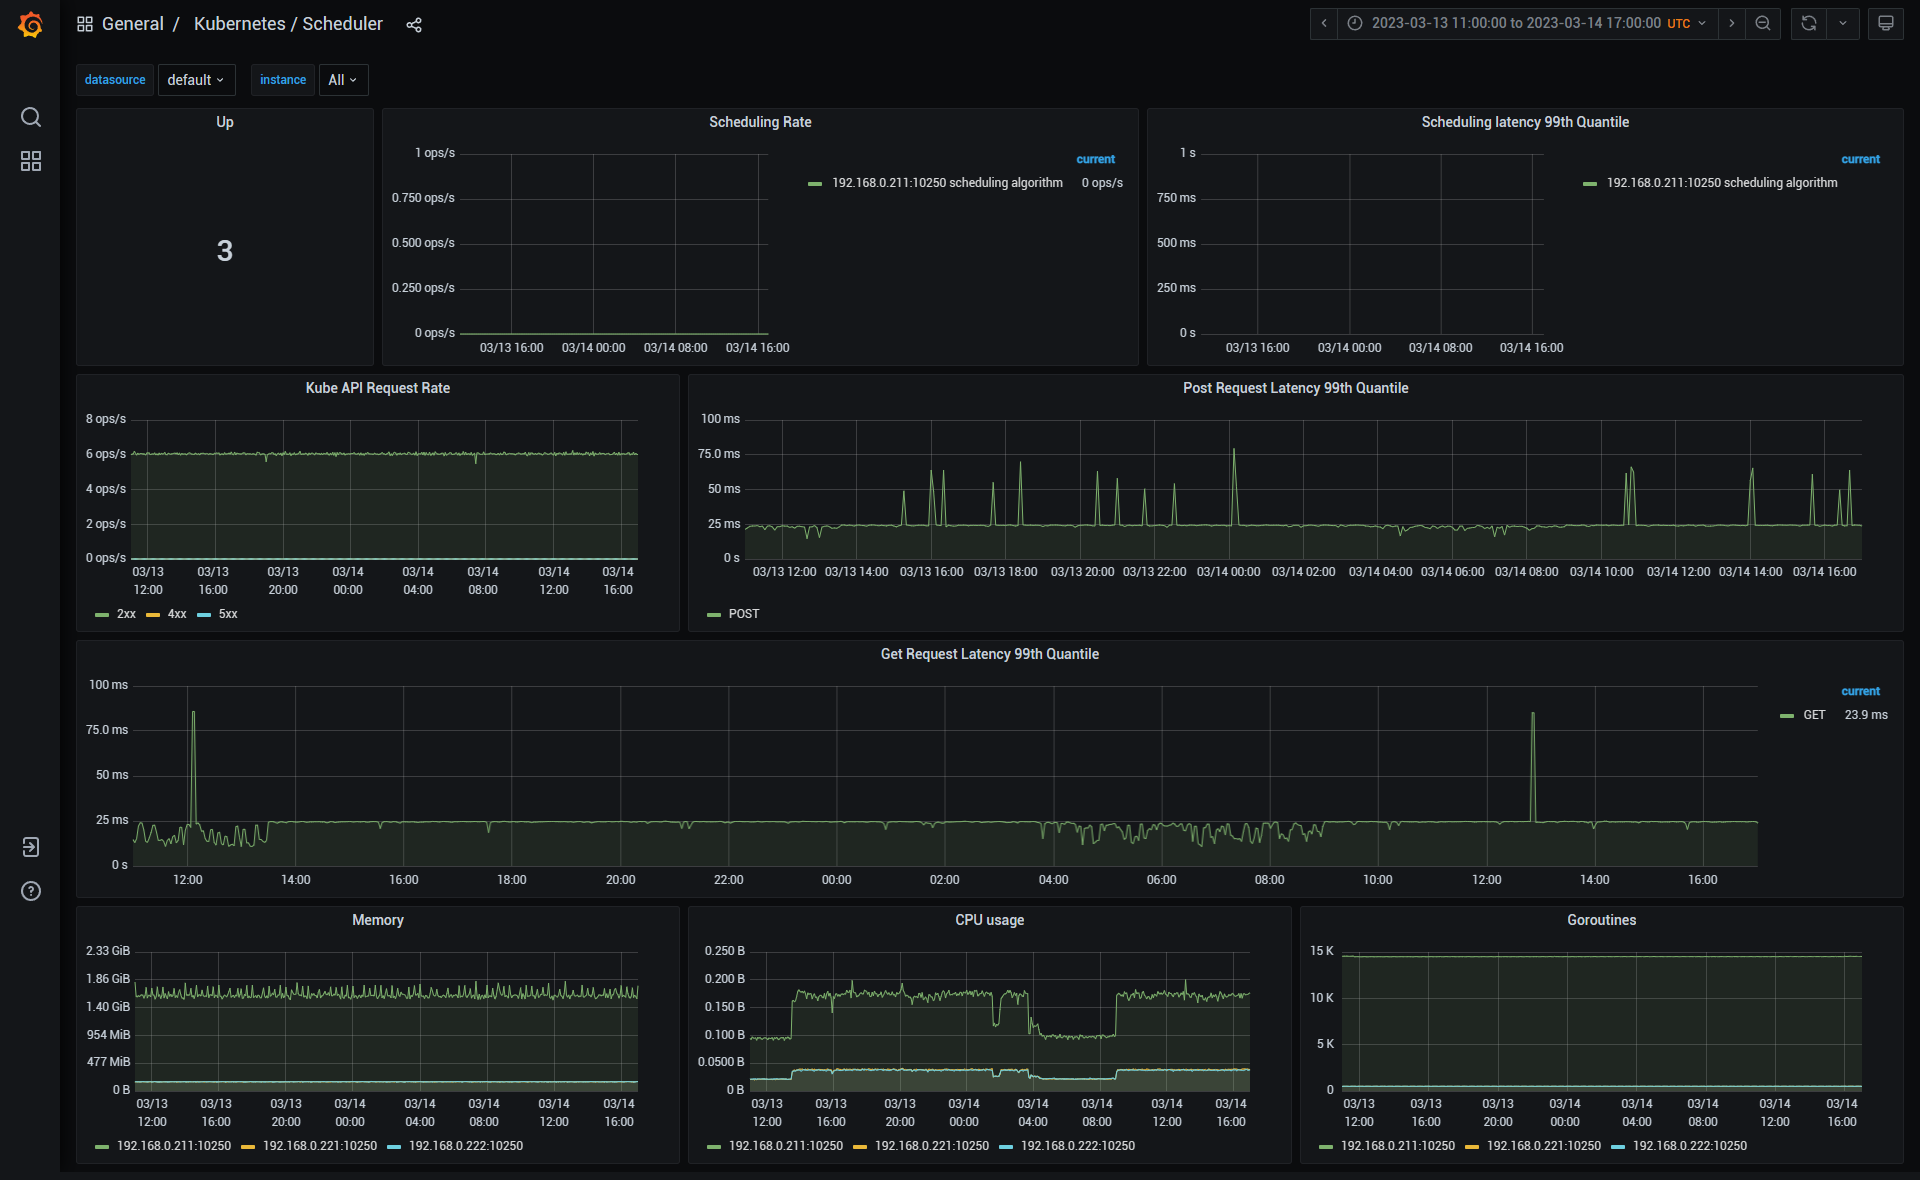 General / Kubernetes / Scheduler
2023-03-13 11:00:00 to 2023-03-14 17:00:00 UTC
datasource default instance All
Up
3
Scheduling Rate
1 ops/s
0.750 ops/s
0.500 ops/s
0.250 ops/s
0 ops/s
03/13 16:00 03/14 00:00 03/14 08:00 03/14 16:00
current
192.168.0.211:10250 scheduling algorithm 0 ops/s
Scheduling latency 99th Quantile
1 s
750 ms
500 ms
250 ms
0 s
03/13 16:00 03/14 00:00 03/14 08:00 03/14 16:00
current
192.168.0.211:10250 scheduling algorithm
Kube API Request Rate
8 ops/s
6 ops/s
4 ops/s
2 ops/s
0 ops/s
03/13 03/13 03/13 03/14 03/14 03/14 03/14 03/14
12:00 16:00 20:00 00:00 04:00 08:00 12:00 16:00
2xx 4xx 5xx
Post Request Latency 99th Quantile
100 ms
75.0 ms
50 ms
25 ms
0 s
03/13 12:00 03/13 14:00 03/13 16:00 03/13 18:00 03/13 20:00 03/13 22:00 03/14 00:00 03/14 02:00 03/14 04:00 03/14 06:00 03/14 08:00 03/14 10:00 03/14 12:00 03/14 14:00 03/14 16:00
POST
Get Request Latency 99th Quantile
100 ms
75.0 ms
50 ms
25 ms
0 s
12:00 14:00 16:00 18:00 20:00 22:00 00:00 02:00 04:00 06:00 08:00 10:00 12:00 14:00 16:00
current
GET 23.9 ms
Memory
2.33 GiB
1.86 GiB
1.40 GiB
954 MiB
477 MiB
0 B
03/13 03/13 03/13 03/14 03/14 03/14 03/14 03/14
12:00 16:00 20:00 00:00 04:00 08:00 12:00 16:00
192.168.0.211:10250 192.168.0.221:10250 192.168.0.222:10250
CPU usage
0.250 B
0.200 B
0.150 B
0.100 B
0.0500 B
0 B
03/13 03/13 03/13 03/14 03/14 03/14 03/14 03/14
12:00 16:00 20:00 00:00 04:00 08:00 12:00 16:00
192.168.0.211:10250 192.168.0.221:10250 192.168.0.222:10250
Goroutines
15 K
10 K
5 K
0
03/13 03/13 03/13 03/14 03/14 03/14 03/14 03/14
12:00 16:00 20:00 00:00 04:00 08:00 12:00 16:00
192.168.0.211:10250 192.168.0.221:10250 192.168.0.222:10250